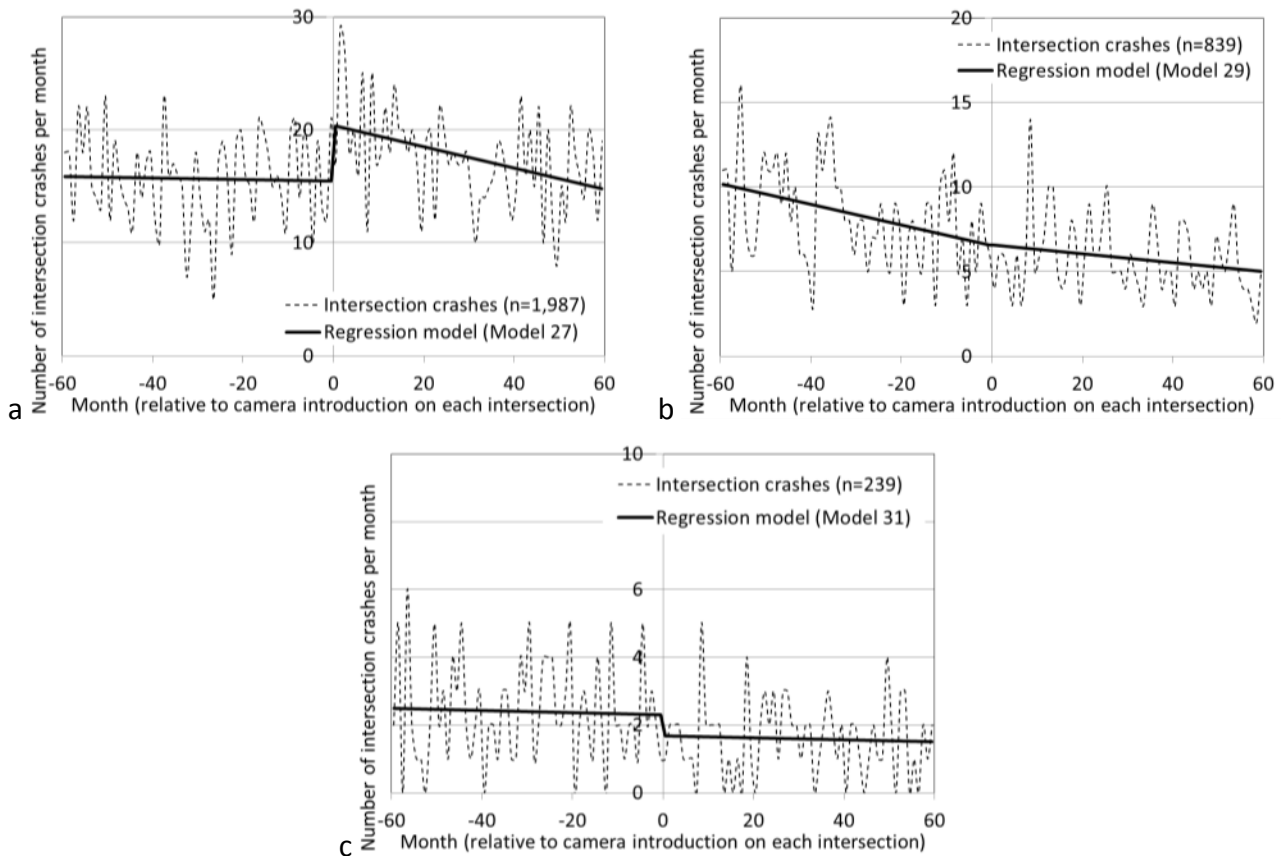 Number of intersection crashes per month
30
20
10
0
Intersection crashes (n=1,987)
Regression model (Model 27)
-60 -40 -20 0 20 40 60
Month (relative to camera introduction on each intersection)
a
Number of intersection crashes per month
20
15
10
5
0
Intersection crashes (n=839)
Regression model (Model 29)
-60 -40 -20 0 20 40 60
Month (relative to camera introduction on each intersection)
b
Number of intersection crashes per month
10
6
4
2
0
Intersection crashes (n=239)
Regression model (Model 31)
-60 -40 -20 0 20 40 60
Month (relative to camera introduction on each intersection)
c